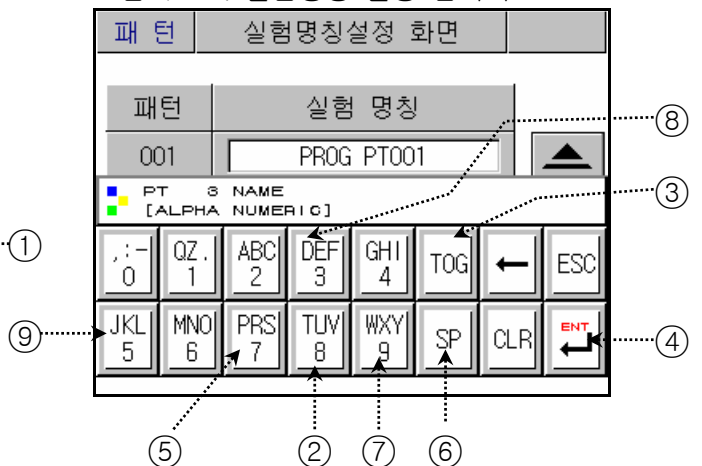 패 턴 실험명칭설정 화면
패턴 실험 명칭
001 PROG PT001
⑧
PT 3 NAME
[ALPHA NUMERIC]
③
①
,:- QZ. ABC DEF GHI TOG ← ESC
0 1 2 3 4
JKL MNO PRS TUV WXY SP CLR ENT
5 6 7 8 9
⑨ ④
⑤ ② ⑦ ⑥